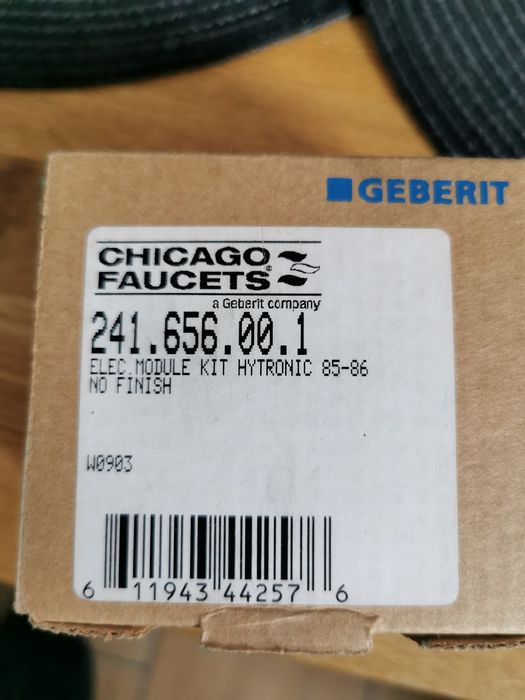 GEBERIT
CHICAGO
FAUCETS®
a Geberit company
241.656.00.1
ELEC.MODULE KIT HYTRONIC 85-86
NO FINISH
W0903
6 11943 44257 6